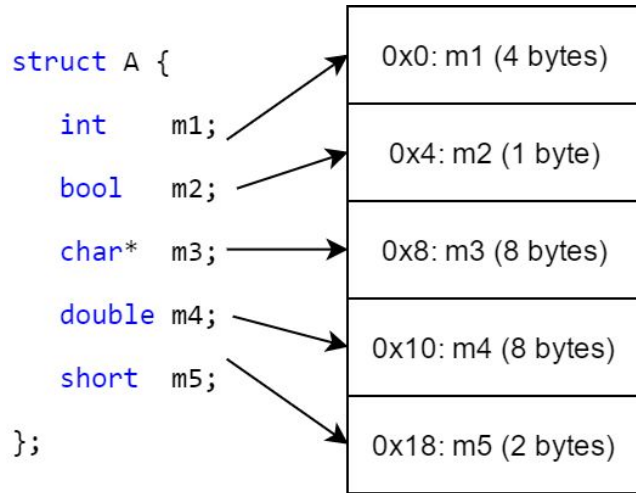 struct A {
int m1;
bool m2;
char* m3;
double m4;
short m5;
};
0x0: m1 (4 bytes)
0x4: m2 (1 byte)
0x8: m3 (8 bytes)
0x10: m4 (8 bytes)
0x18: m5 (2 bytes)